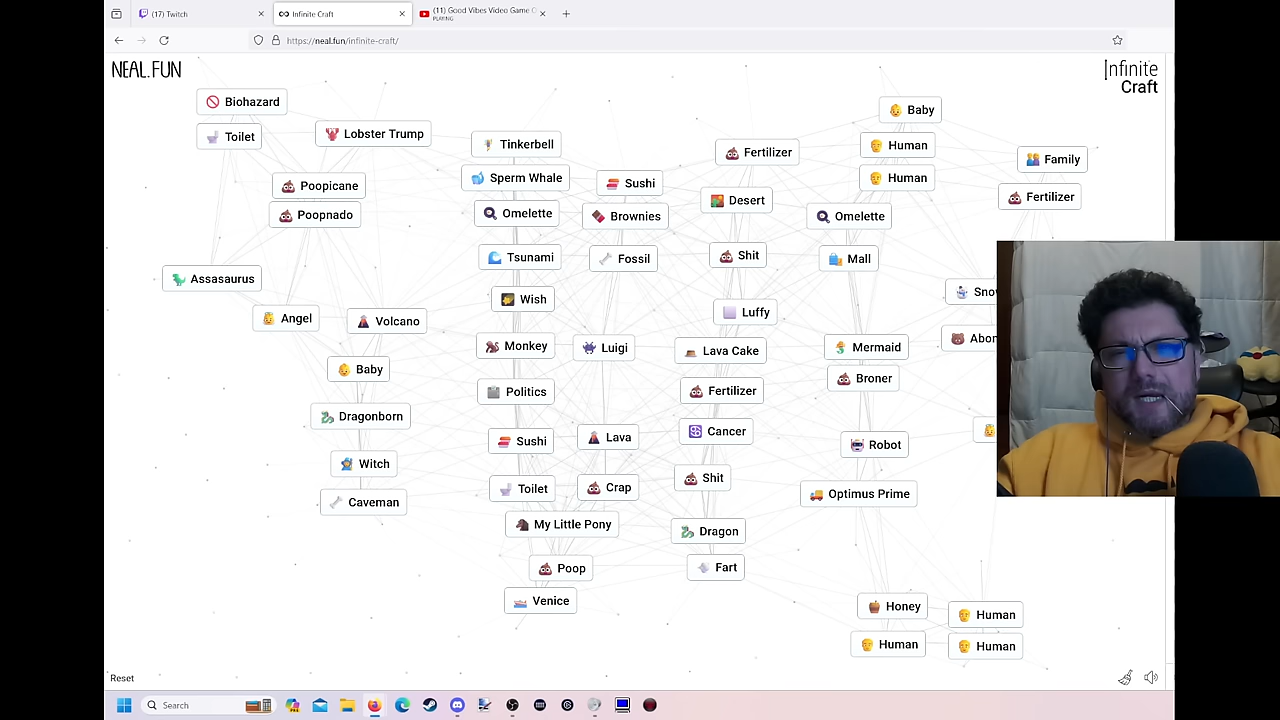 (17) Twitch
Infinite Craft
(11) Good Vibes Video Game
PLAYING
https://neal.fun/infinite-craft/
NEAL.FUN
Infinite
Craft
Biohazard
Toilet
Lobster Trump
Poopicane
Poopnado
Assasaurus
Angel
Volcano
Baby
Dragonborn
Witch
Caveman
Tinkerbell
Sperm Whale
Omelette
Tsunami
Wish
Monkey
Politics
Sushi
Toilet
My Little Pony
Poop
Venice
Sushi
Brownies
Fossil
Luigi
Lava
Crap
Fertilizer
Desert
Shit
Luffy
Lava Cake
Fertilizer
Cancer
Shit
Dragon
Fart
Baby
Human
Human
Omelette
Mall
Mermaid
Broner
Robot
Optimus Prime
Honey
Human
Human
Human
Family
Fertilizer
Sno
Abon
Reset
Search